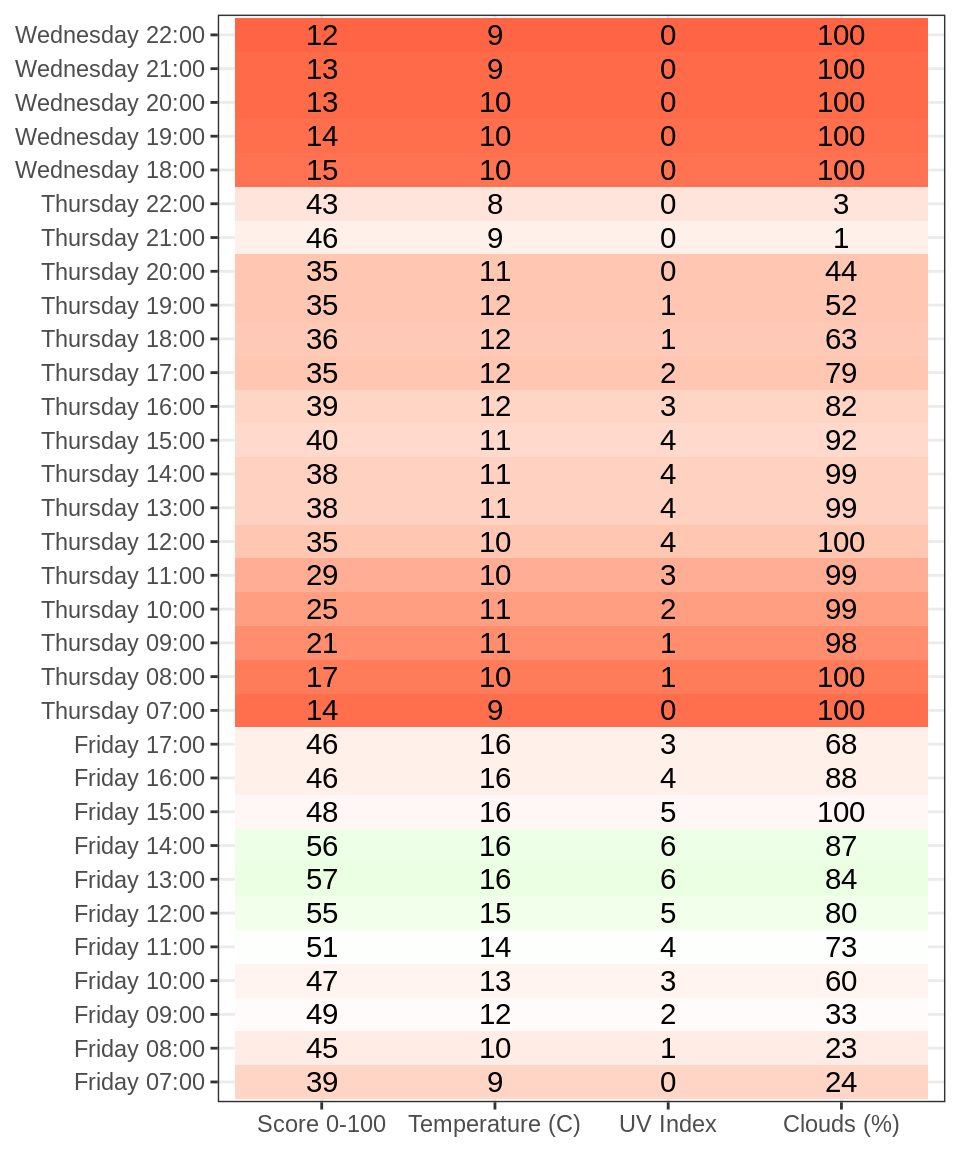 Wednesday 22:00 12 9 0 100
Wednesday 21:00 13 9 0 100
Wednesday 20:00 13 10 0 100
Wednesday 19:00 14 10 0 100
Wednesday 18:00 15 10 0 100
Thursday 22:00 43 8 0 3
Thursday 21:00 46 9 0 1
Thursday 20:00 35 11 0 44
Thursday 19:00 35 12 1 52
Thursday 18:00 36 12 1 63
Thursday 17:00 35 12 2 79
Thursday 16:00 39 12 3 82
Thursday 15:00 40 11 4 92
Thursday 14:00 38 11 4 99
Thursday 13:00 38 11 4 99
Thursday 12:00 35 10 4 100
Thursday 11:00 29 10 3 99
Thursday 10:00 25 11 2 99
Thursday 09:00 21 11 1 98
Thursday 08:00 17 10 1 100
Thursday 07:00 14 9 0 100
Friday 17:00 46 16 3 68
Friday 16:00 46 16 4 88
Friday 15:00 48 16 5 100
Friday 14:00 56 16 6 87
Friday 13:00 57 16 6 84
Friday 12:00 55 15 5 80
Friday 11:00 51 14 4 73
Friday 10:00 47 13 3 60
Friday 09:00 49 12 2 33
Friday 08:00 45 10 1 23
Friday 07:00 39 9 0 24
Score 0-100 Temperature (C) UV Index Clouds (%)